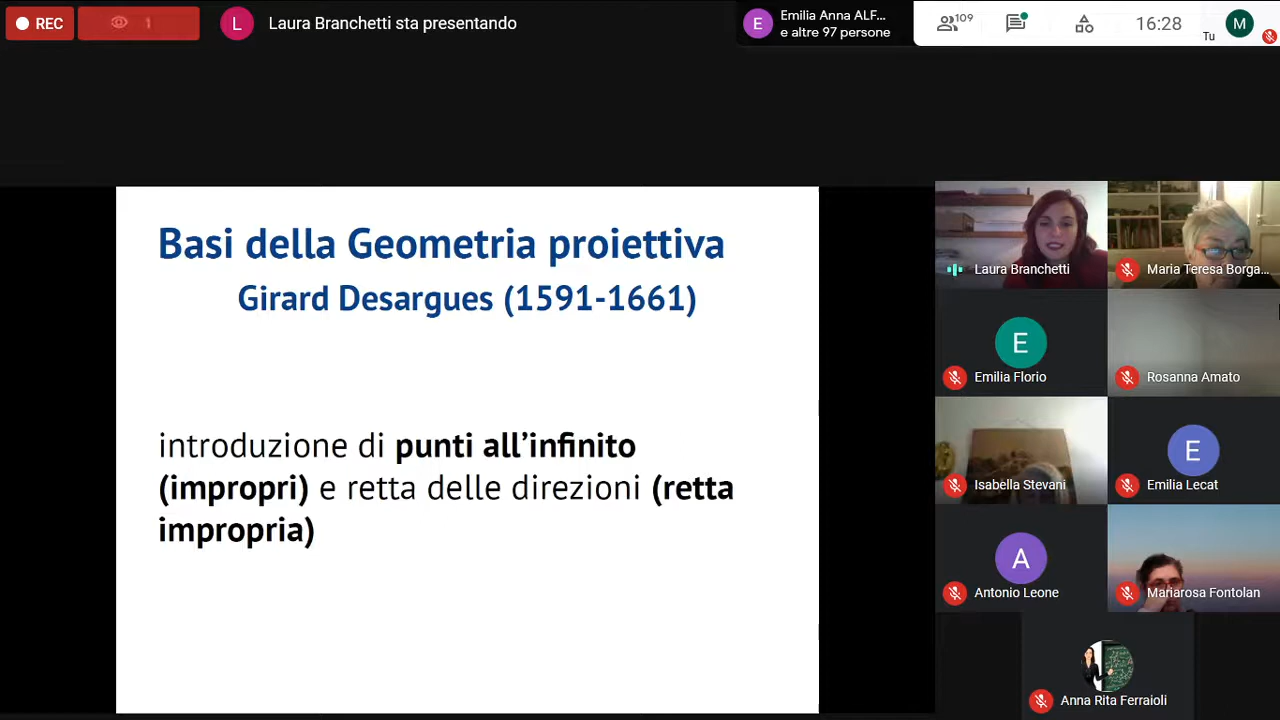 REC
1
L
Laura Branchetti sta presentando
E
Emilia Anna ALF...
e altre 97 persone
109
16:28
Tu
M
Basi della Geometria proiettiva
Girard Desargues (1591-1661)
introduzione di punti all’infinito
(impropri) e retta delle direzioni (retta
impropria)
Laura Branchetti
Maria Teresa Borga...
E
Emilia Florio
Rosanna Amato
Isabella Stevani
E
Emilia Lecat
A
Antonio Leone
Mariarosa Fontolan
Anna Rita Ferraioli